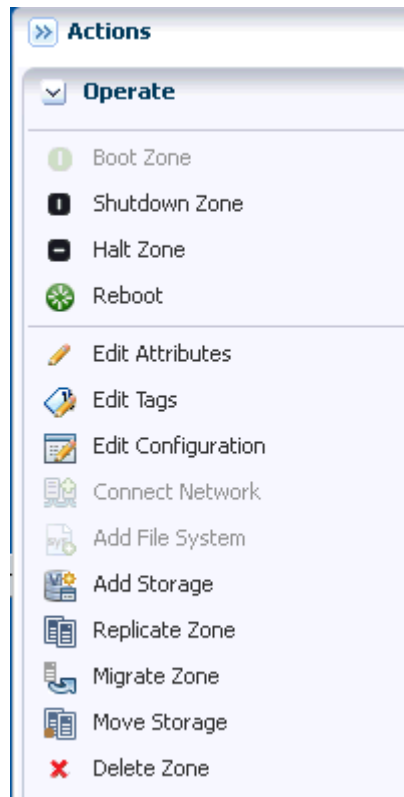 Actions
Operate
Boot Zone
Shutdown Zone
Halt Zone
Reboot
Edit Attributes
Edit Tags
Edit Configuration
Connect Network
Add File System
Add Storage
Replicate Zone
Migrate Zone
Move Storage
Delete Zone